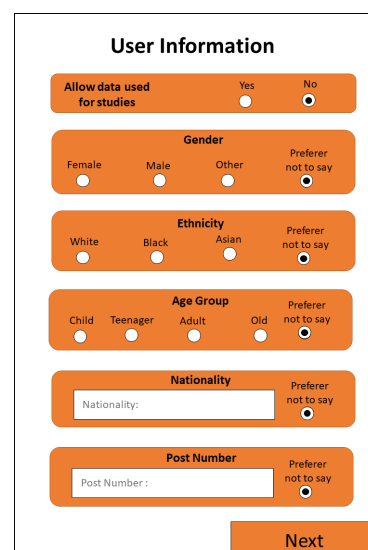 User Information
Allow data used
for studies
Yes
No
Gender
Female
Male
Other
Preferer
not to say
Ethnicity
White
Black
Asian
Preferer
not to say
Age Group
Child
Teenager
Adult
Old
Preferer
not to say
Nationality
Nationality:
Preferer
not to say
Post Number
Post Number :
Preferer
not to say
Next